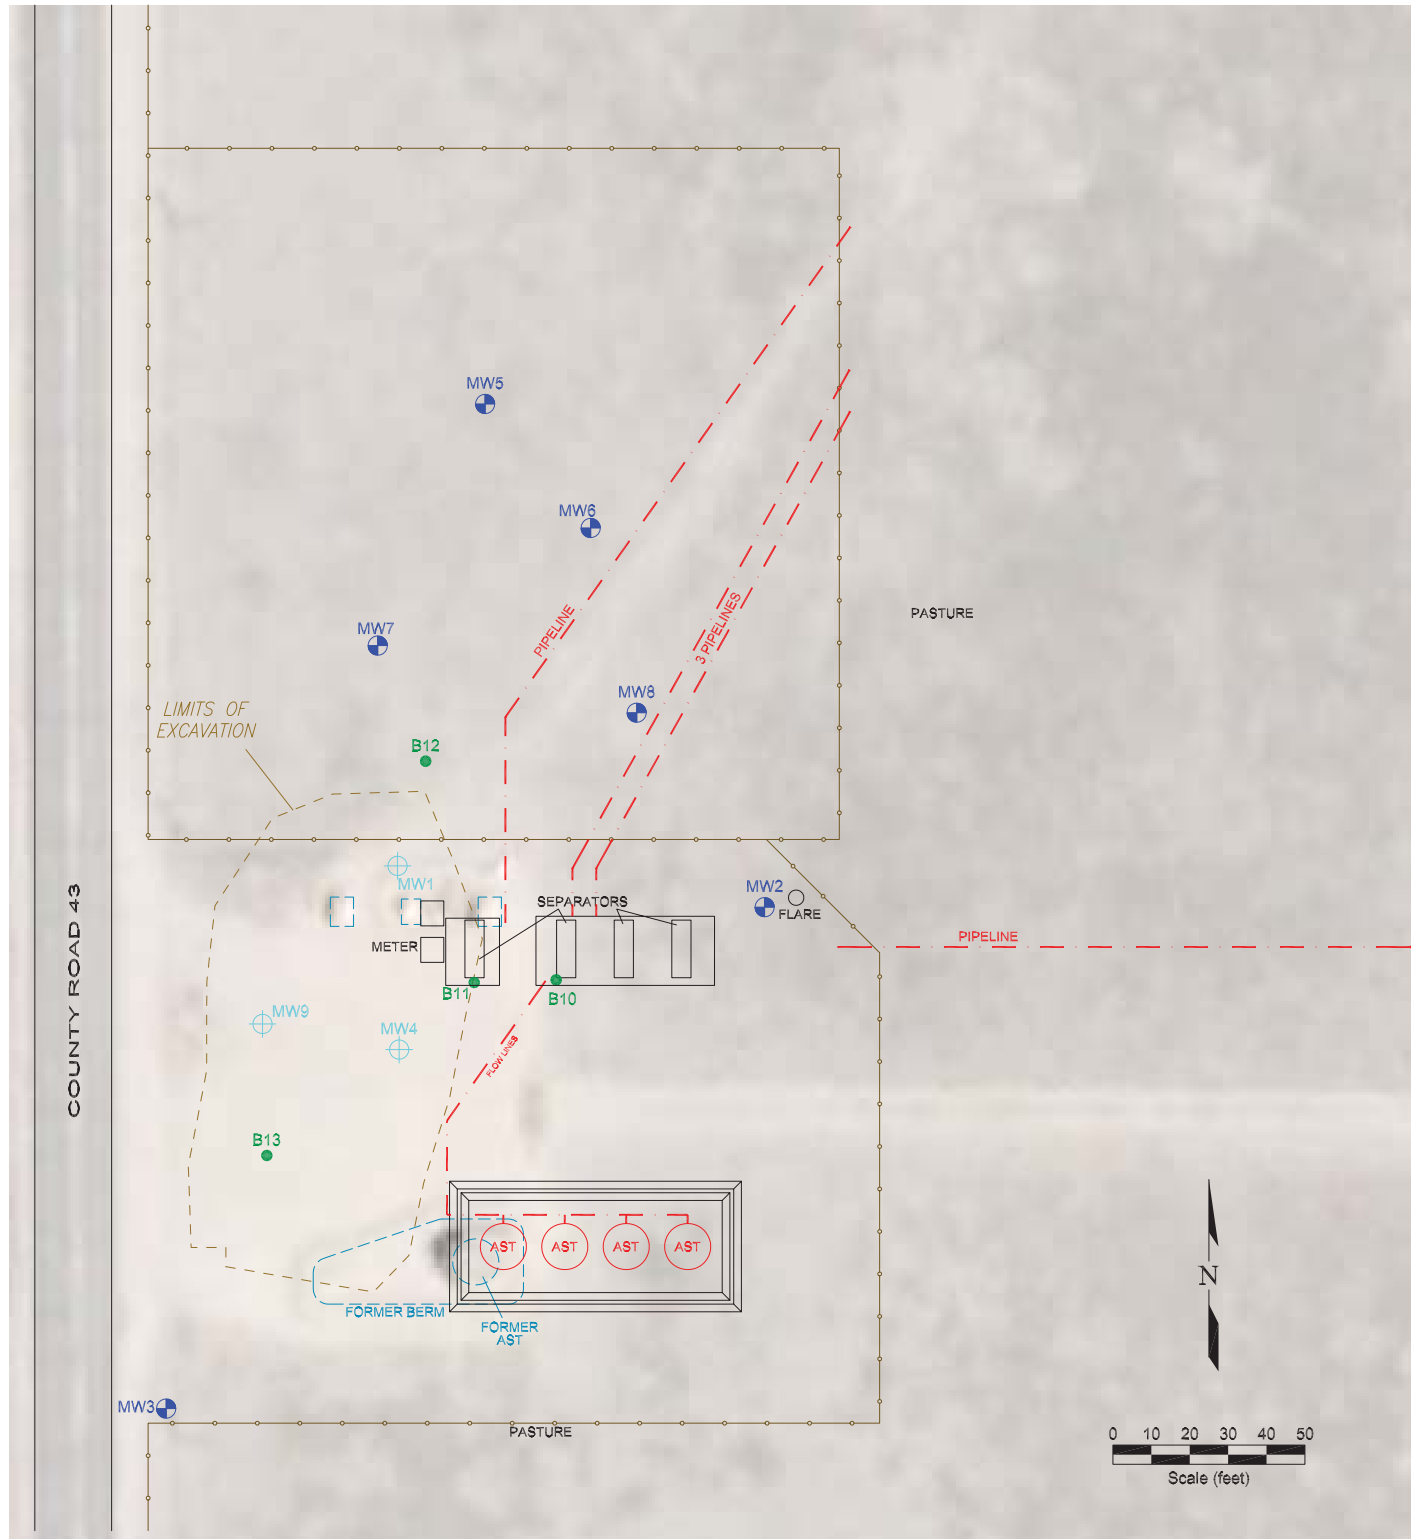 MW5
MW6
PIPELINE
3 PIPELINES
PASTURE
MW7
MW8
LIMITS OF
EXCAVATION
B12
MW1
MW2
SEPARATORS
FLARE
METER
PIPELINE
COUNTY ROAD 43
B11
B10
MW9
MW4
FLOW LINES
B13
AST
AST
AST
AST
N
FORMER BERM
FORMER
AST
MW3
PASTURE
0 10 20 30 40 50
Scale (feet)